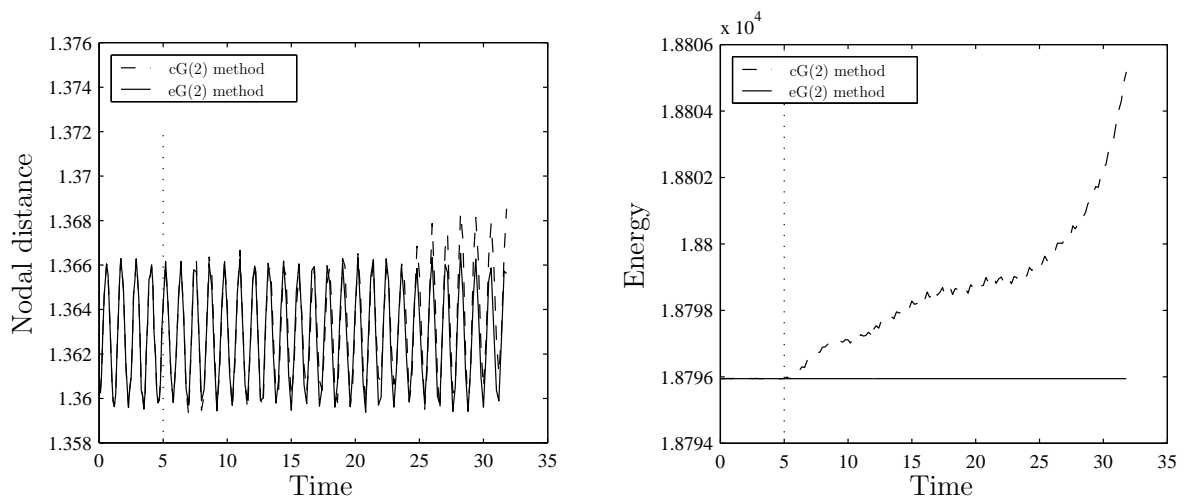 1.376
1.374
1.372
1.37
1.368
1.366
1.364
1.362
1.36
1.358
Nodal distance
cG(2) method
eG(2) method
0 5 10 15 20 25 30 35
Time
x 10^4
1.8806
1.8804
1.8802
1.88
1.8798
1.8796
1.8794
Energy
cG(2) method
eG(2) method
0 5 10 15 20 25 30 35
Time